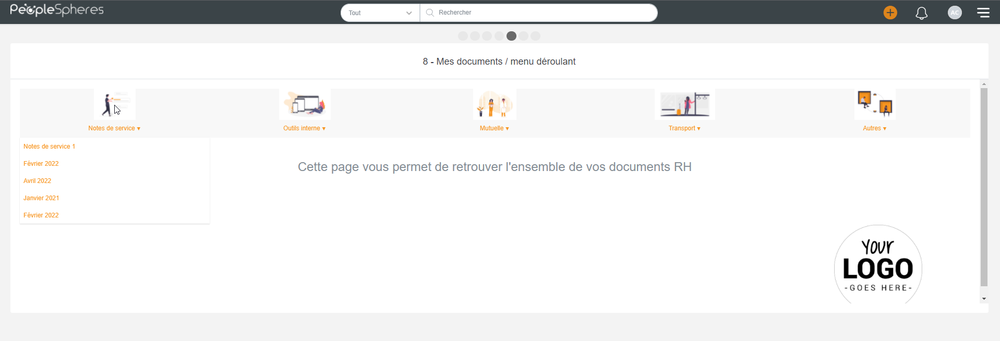 PeopleSpheres
Tout
Rechercher
AC
8 - Mes documents / menu déroulant
Notes de service ▾
Outils interne ▾
Mutuelle ▾
Transport ▾
Autres ▾
Notes de service 1
Février 2022
Avril 2022
Janvier 2021
Février 2022
Cette page vous permet de retrouver l'ensemble de vos documents RH
Your
LOGO
-GOES HERE-